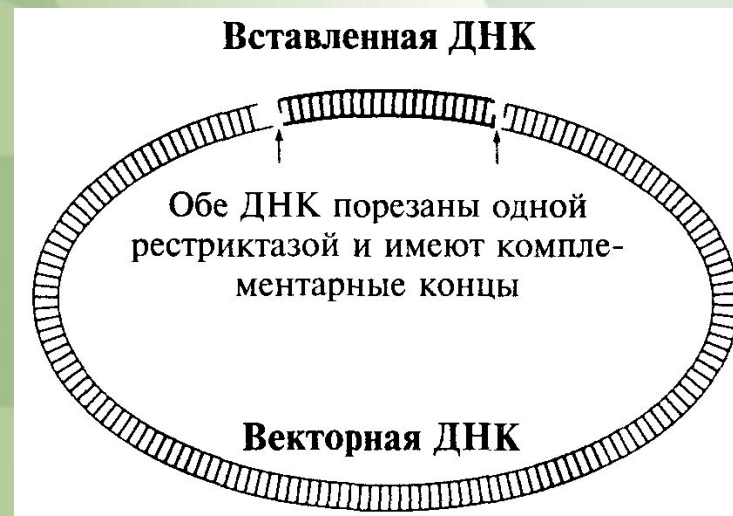 Вставленная ДНК
Обе ДНК порезаны одной
рестриктазой и имеют компле-
ментарные концы
Векторная ДНК